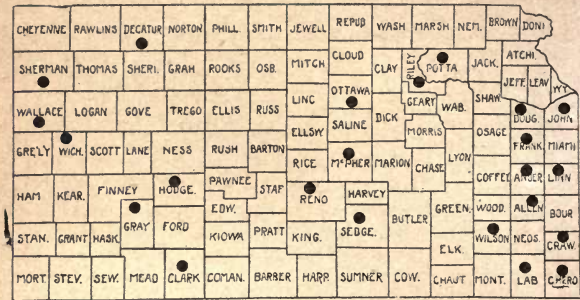 CHEYENNE RAWLINS DECATUR NORTON PHILL. SMITH JEWELL REPUB WASH MARSH NEM. BROWN DONI
SHERMAN THOMAS SHERI. GRAH ROOKS OSB. MITCH CLOUD CLAY RILEY POTTA JACK. ATCHI.
OTTAWA JEFF. LEAV WY.
WALLACE LOGAN GOVE TREGO ELLIS RUSS LINC SALINE DICK GEARY WAB. SHAW DOUG. JOHN.
ELLSW. MORRIS OSAGE FRANK. MIAMI
GRE'LY WICH. SCOTT LANE NESS RUSH BARTON RICE McPHER MARION CHASE LYON COFFEE ANDER. LINN
HAM KEAR. FINNEY HODGE. PAWNEE STAF RENO HARVEY
EDW. GREEN. WOOD. ALLEN BOUR
STAN. GRANT HASK. GRAY FORD KIOWA PRATT KING. SEDGE. BUTLER ELK. WILSON NEOS. CRAW.
MORT. STEV. SEW. MEAD CLARK COMAN. BARBER HARP. SUMNER COW. CHAUT MONT. LAB CHERO